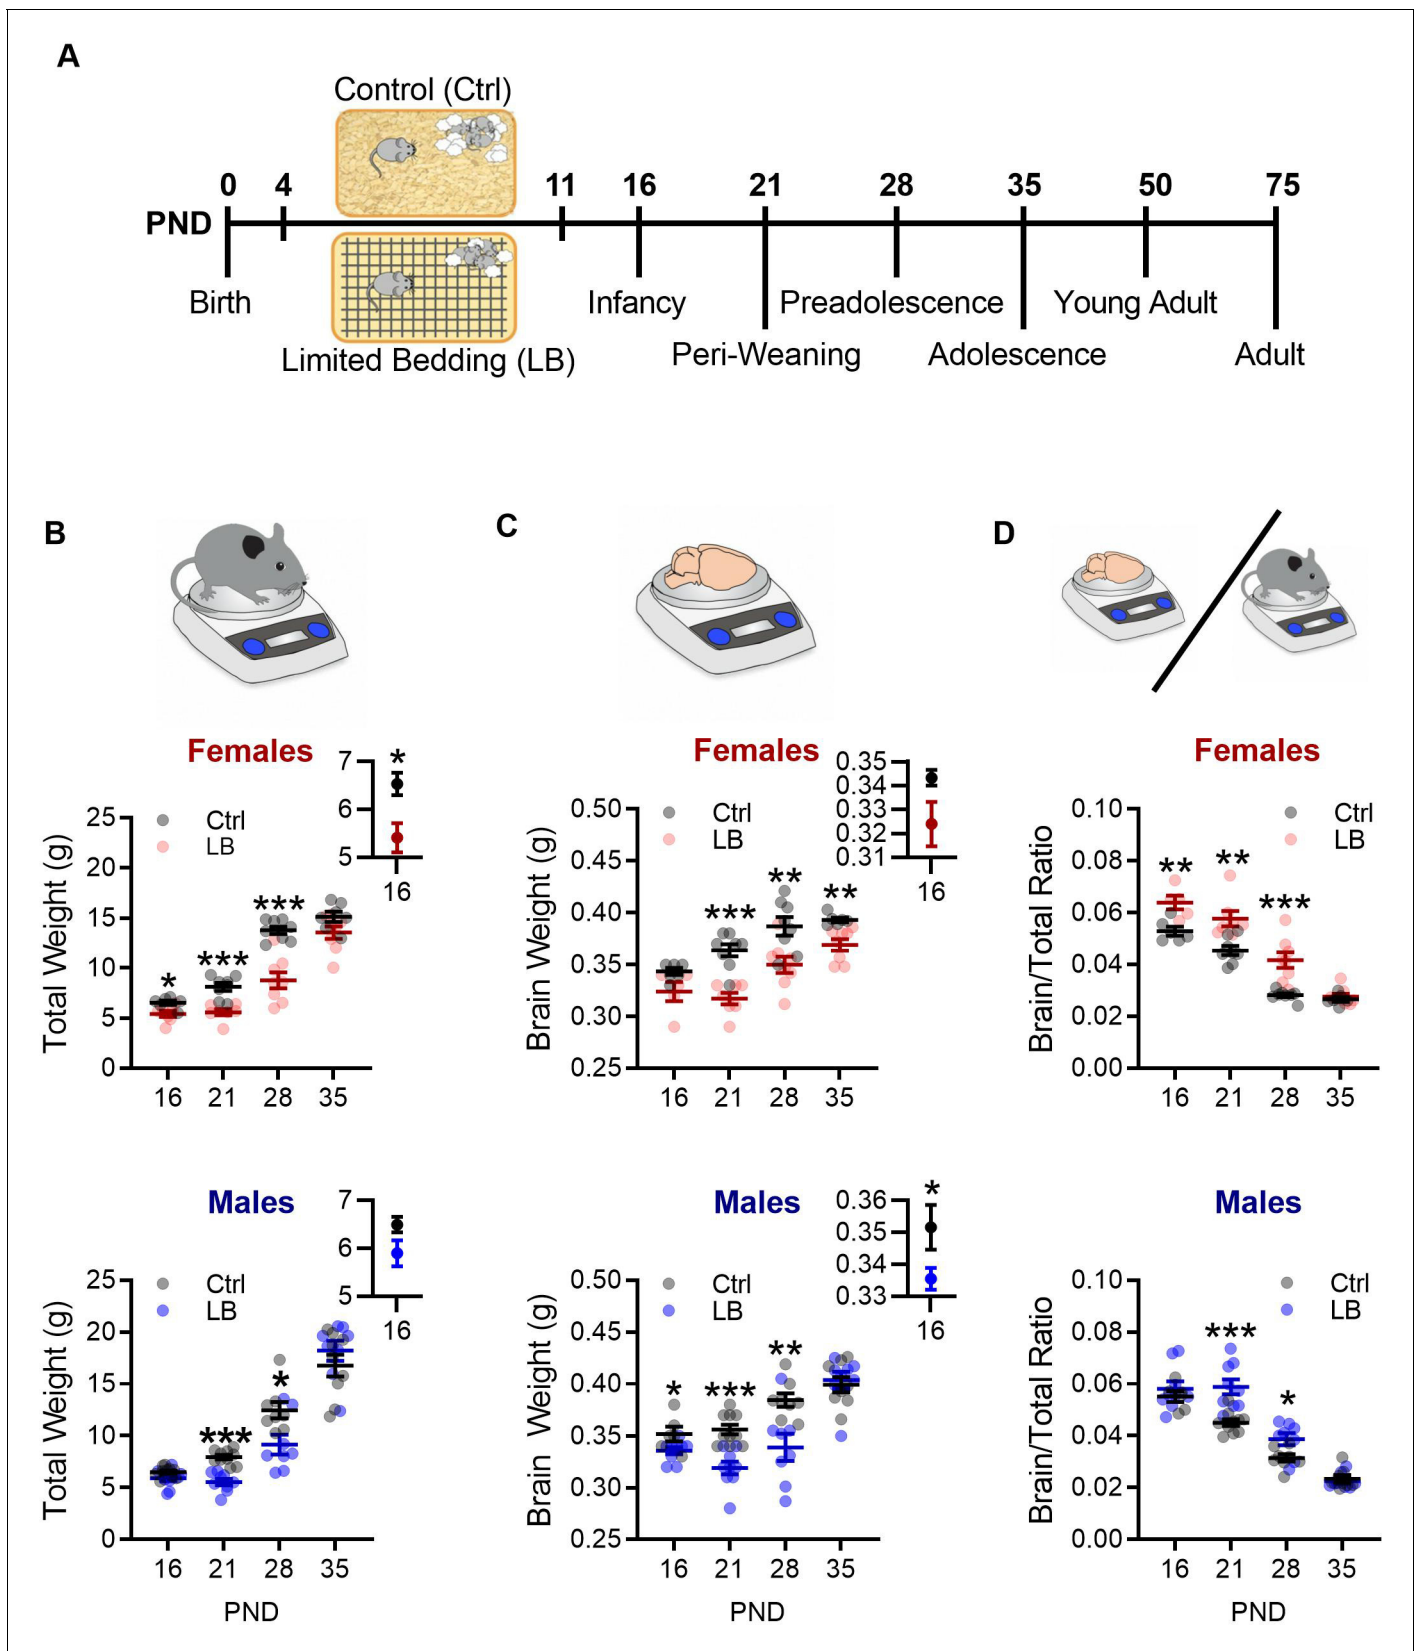 A
Control (Ctrl)
0 4 11 16 21 28 35 50 75
PND
Birth Infancy Preadolescence Young Adult
Limited Bedding (LB) Peri-Weaning Adolescence Adult
B
C
D
Females
7
*
6
5
16
25
20
15
10
5
0
Total Weight (g)
Ctrl
LB
* *** ***
16 21 28 35
Females
0.35
0.34
0.33
0.32
0.31
16
0.50
0.45
0.40
0.35
0.30
0.25
Brain Weight (g)
Ctrl
LB
*** ** **
16 21 28 35
Females
0.10
0.08
0.06
0.04
0.02
0.00
Brain/Total Ratio
Ctrl
LB
** ** ***
16 21 28 35
Males
7
6
5
16
25
20
15
10
5
0
Total Weight (g)
Ctrl
LB
*** *
16 21 28 35
PND
Males
0.36
*
0.35
0.34
0.33
16
0.50
0.45
0.40
0.35
0.30
0.25
Brain Weight (g)
Ctrl
LB
* *** **
16 21 28 35
PND
Males
0.10
0.08
0.06
0.04
0.02
0.00
Brain/Total Ratio
Ctrl
LB
*** *
16 21 28 35
PND